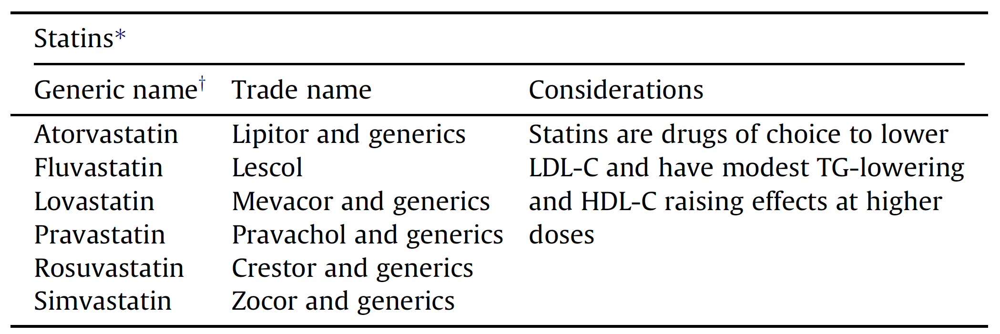 Statins*
Generic name† Trade name Considerations
Atorvastatin Lipitor and generics Statins are drugs of choice to lower
Fluvastatin Lescol LDL-C and have modest TG-lowering
Lovastatin Mevacor and generics and HDL-C raising effects at higher
Pravastatin Pravachol and generics doses
Rosuvastatin Crestor and generics
Simvastatin Zocor and generics